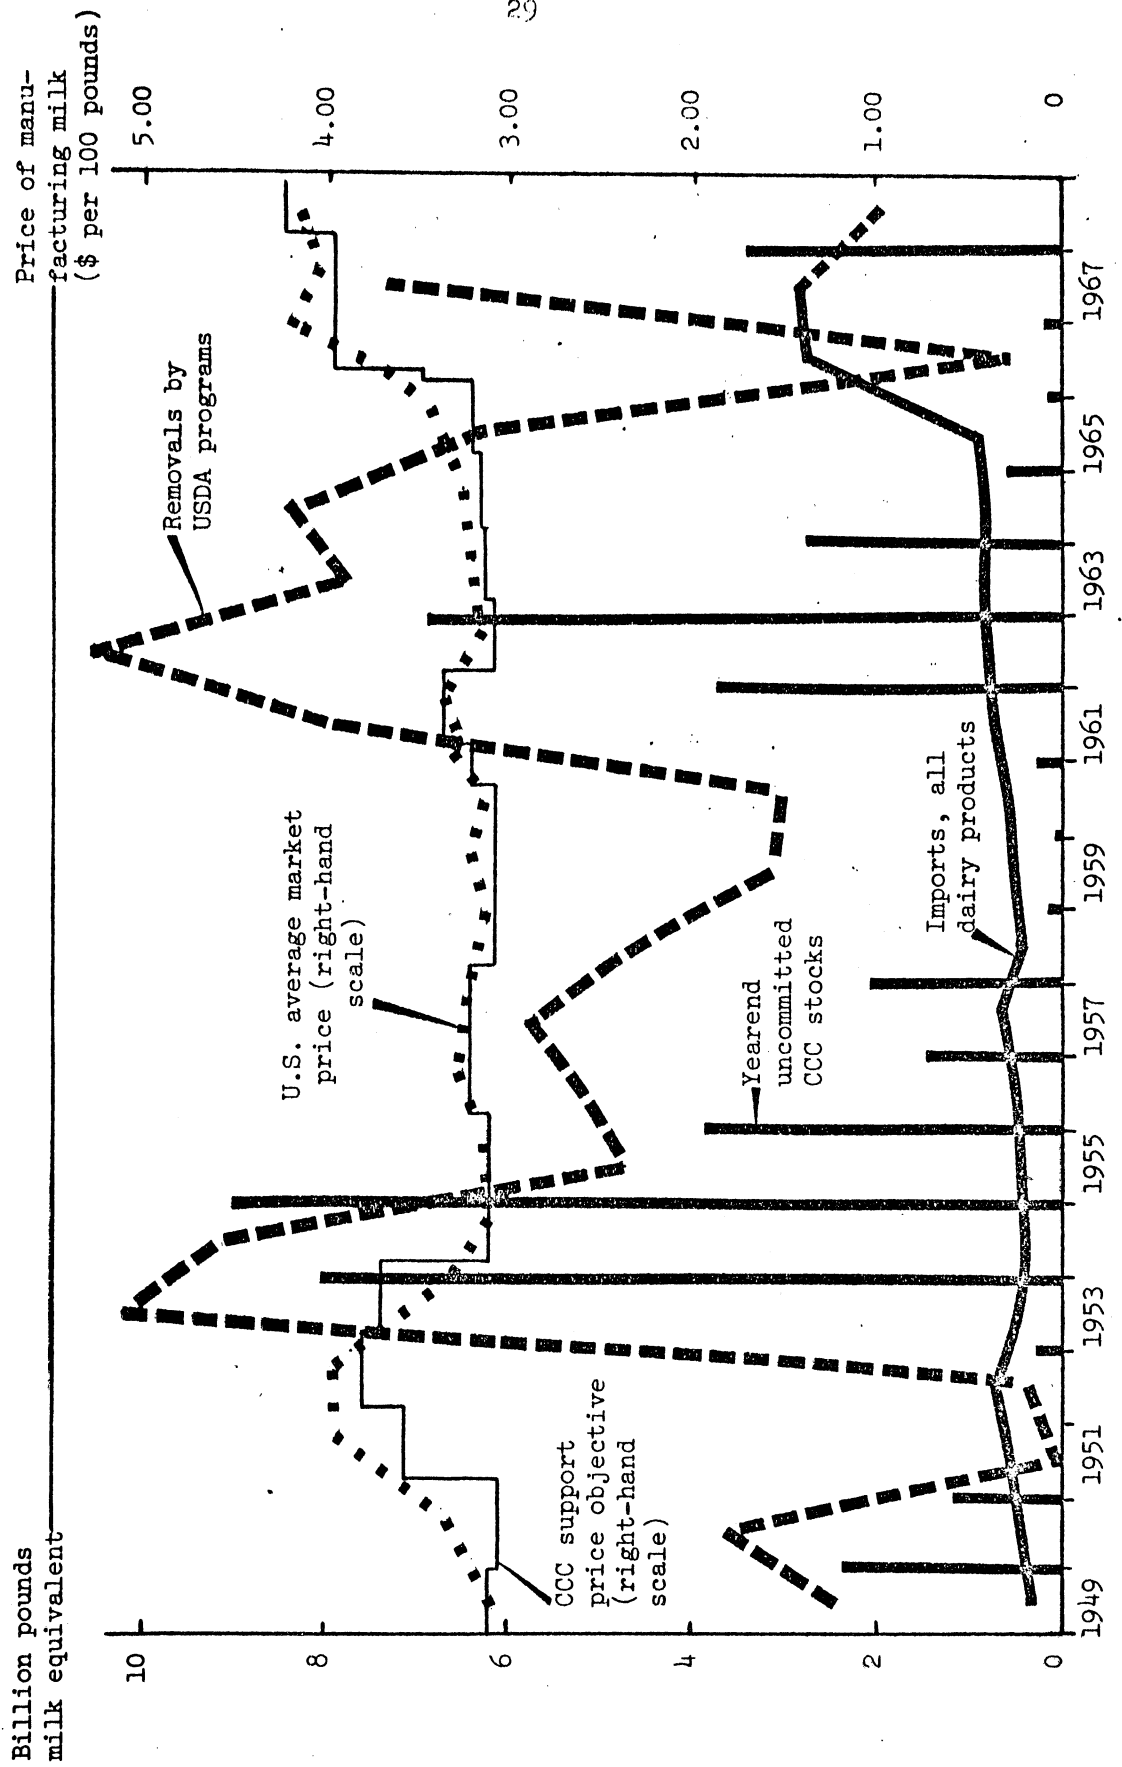 29
Billion pounds
milk equivalent
Price of manu-
facturing milk
($ per 100 pounds)
10
8
6
4
2
0
5.00
4.00
3.00
2.00
1.00
0
Removals by
USDA programs
U.S. average market
price (right-hand
scale)
CCC support
price objective
(right-hand
scale)
Yearend
uncommitted
CCC stocks
Imports, all
dairy products
1949
1951
1953
1955
1957
1959
1961
1963
1965
1967